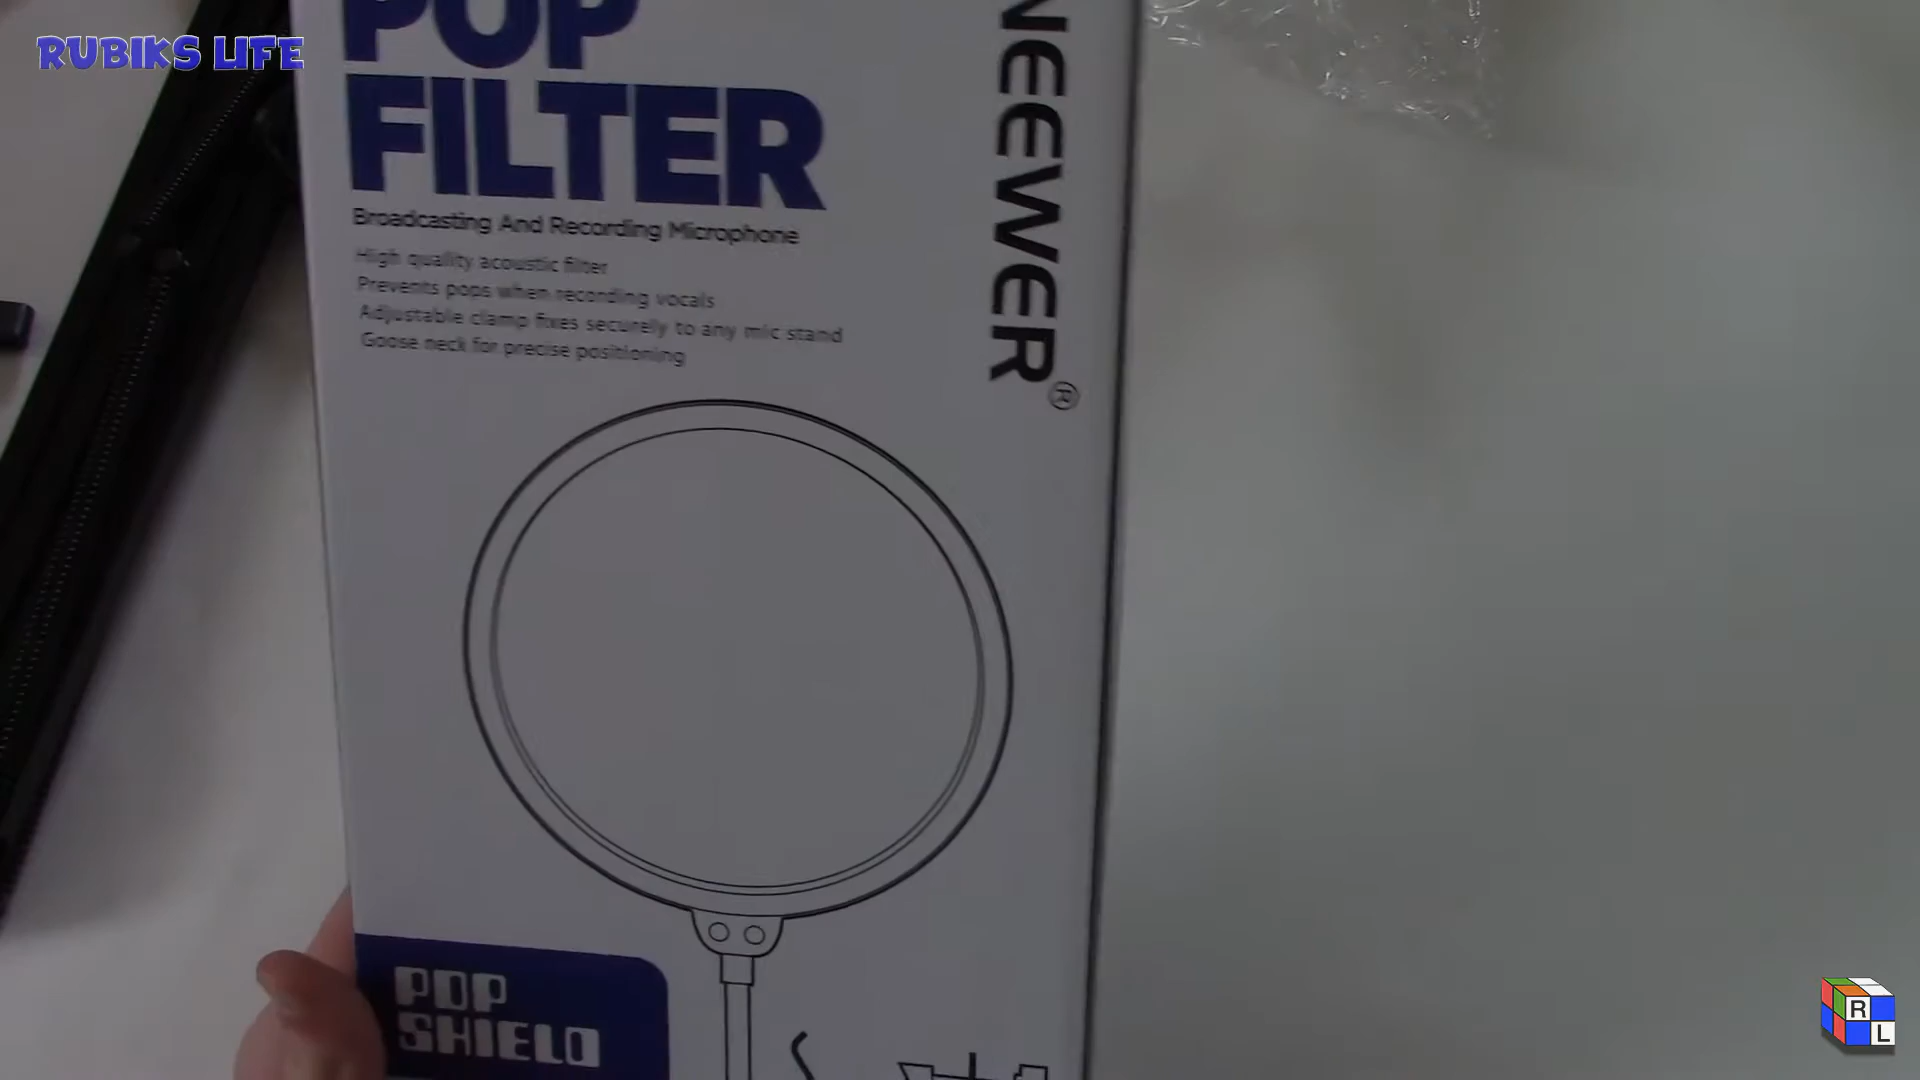 RUBIKS LIFE
POP
FILTER
Broadcasting And Recording Microphone
High quality acoustic filter
Prevents pops when recording vocals
Adjustable clamp fixes securely to any mic stand
Goose neck for precise positioning
NEEWER®
POP
SHIELD
R
L